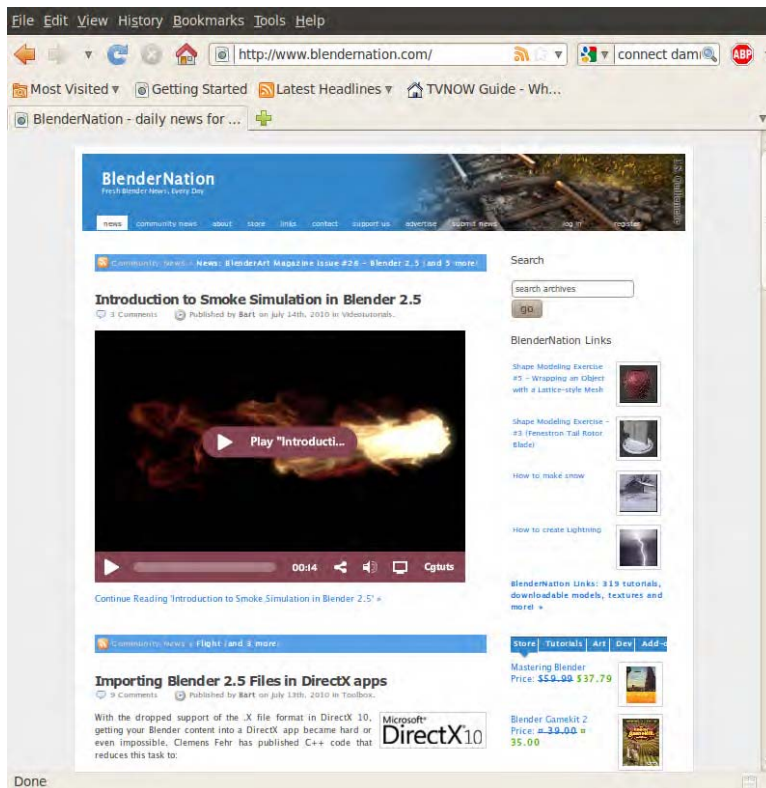 File Edit View History Bookmarks Tools Help
http://www.blendernation.com/
connect dami
ABP
Most Visited Getting Started Latest Headlines TVNOW Guide - Wh...
BlenderNation - daily news for ...
BlenderNation
Fresh Blender News, Every Day
news community news about store links contact support us advertise submit news log in register
Community News » News: BlenderArt Magazine Issue #28 – Blender 2.5 (and 5 more)
Introduction to Smoke Simulation in Blender 2.5
3 Comments Published by Bart on July 14th, 2010 in Videotutorials.
Play "Introducti...
00:14 Cgtuts
Continue Reading 'Introduction to Smoke Simulation in Blender 2.5' »
Community News » Flight (and 3 more)
Importing Blender 2.5 Files in DirectX apps
9 Comments Published by Bart on July 13th, 2010 in Toolbox.
With the dropped support of the .X file format in DirectX 10,
getting your Blender content into a DirectX app became hard or
even impossible. Clemens Fehr has published C++ code that
reduces this task to:
Microsoft®
DirectX 10
Search
search archives
go
BlenderNation Links
Shape Modeling Exercise
#5 – Wrapping an Object
with a Lattice-style Mesh
Shape Modeling Exercise –
#3 (Fenestron Tail Rotor
Blade)
How to make snow
How to create Lightning
BlenderNation Links: 319 tutorials,
downloadable models, textures and
more! »
Store Tutorials Art Dev Add-o
Mastering Blender
Price: $59.99 $37.79
Blender Gamekit 2
Price: ¤ 39.00 ¤
35.00
Done